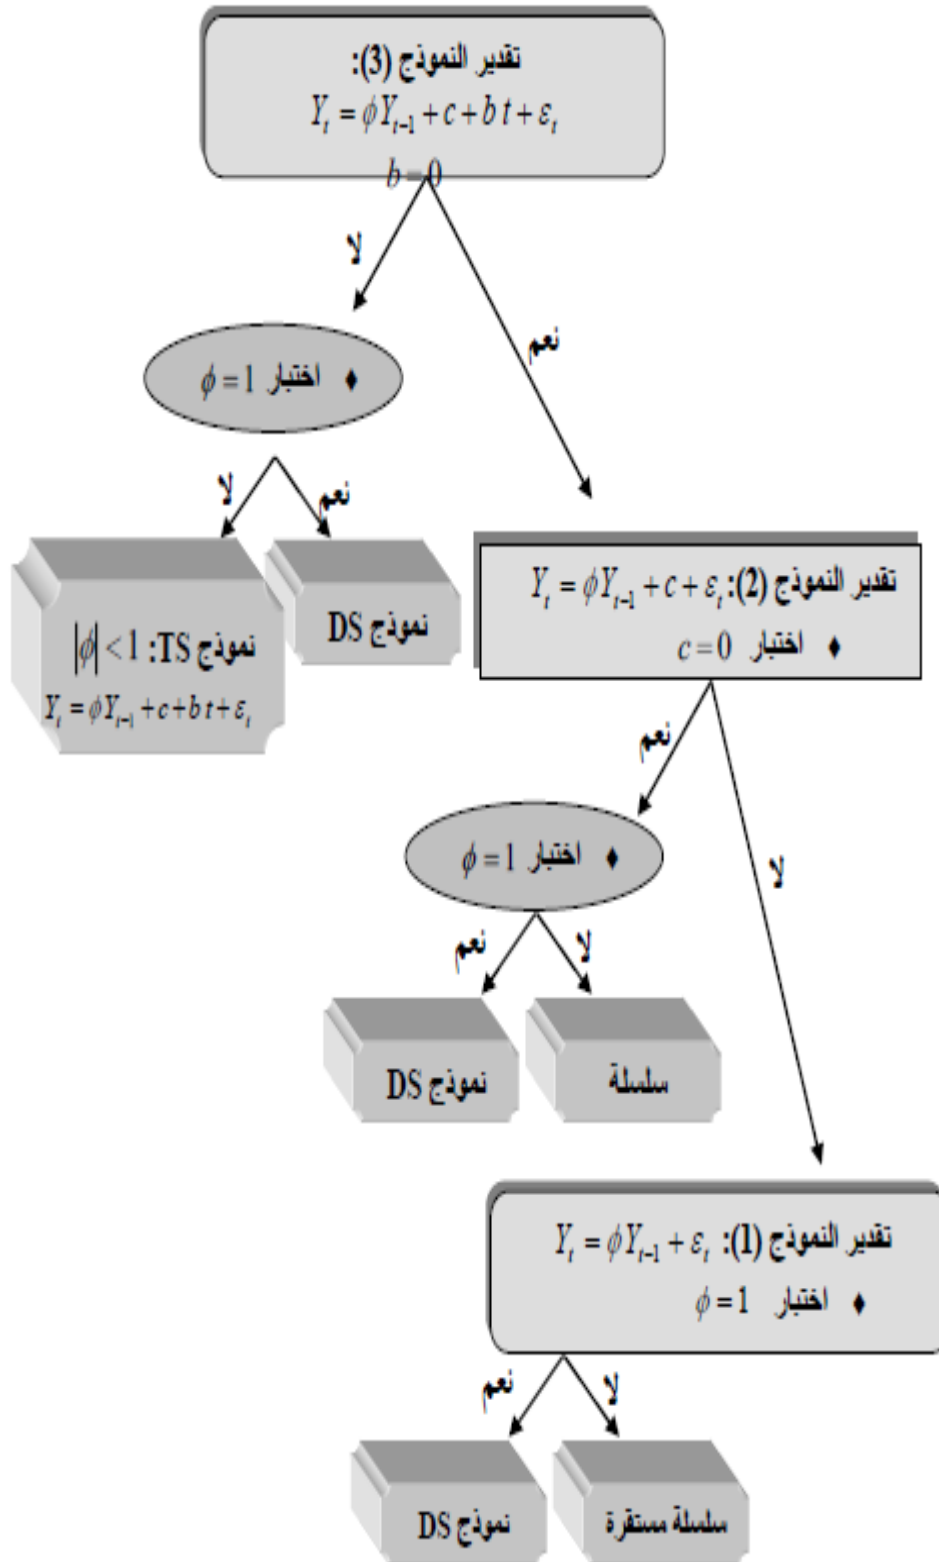 تقدير النموذج (3):
Y_t = ϕY_{t-1} + c + b t + ε_t
b = 0
لا
نعم
♦ اختبار ϕ = 1
لا
نعم
نموذج TS: |ϕ| < 1
Y_t = ϕY_{t-1} + c + b t + ε_t
نموذج DS
تقدير النموذج (2): Y_t = ϕY_{t-1} + c + ε_t
♦ اختبار c = 0
نعم
لا
♦ اختبار ϕ = 1
نعم
لا
نموذج DS
سلسلة
تقدير النموذج (1): Y_t = ϕY_{t-1} + ε_t
♦ اختبار ϕ = 1
نعم
لا
نموذج DS
سلسلة مستقرة